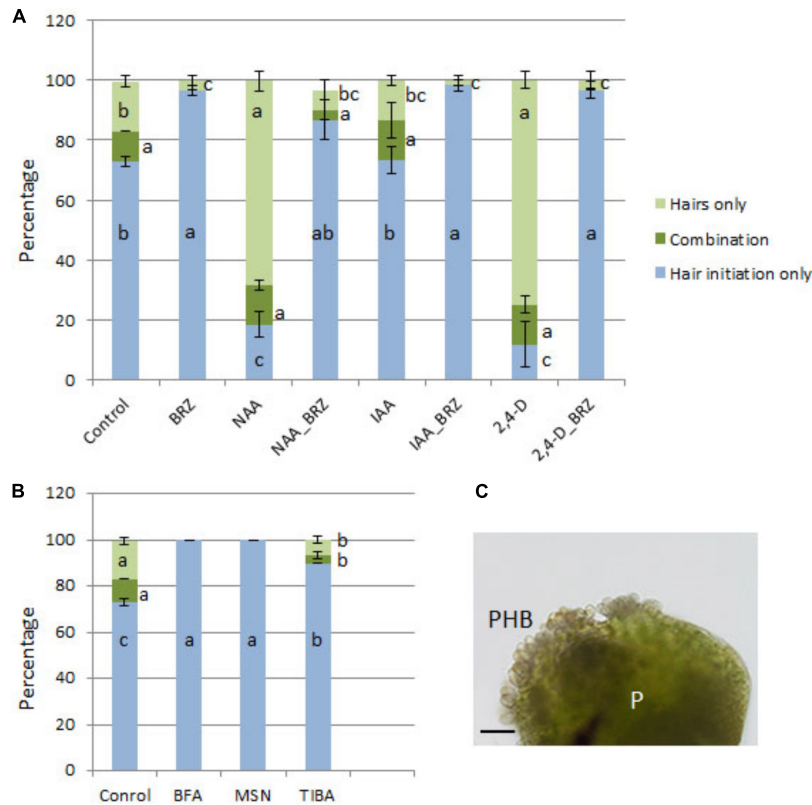 A
120
100
80
60
40
20
0
Percentage
b
a
b
c
a
a
a
c
bc
a
ab
bc
a
b
c
a
a
a
c
c
a
Control
BRZ
NAA
NAA_BRZ
IAA
IAA_BRZ
2,4-D
2,4-D_BRZ
Hairs only
Combination
Hair initiation only
B
120
100
80
60
40
20
0
Percentage
a
a
c
a
a
b
b
b
Conrol
BFA
MSN
TIBA
C
PHB
P